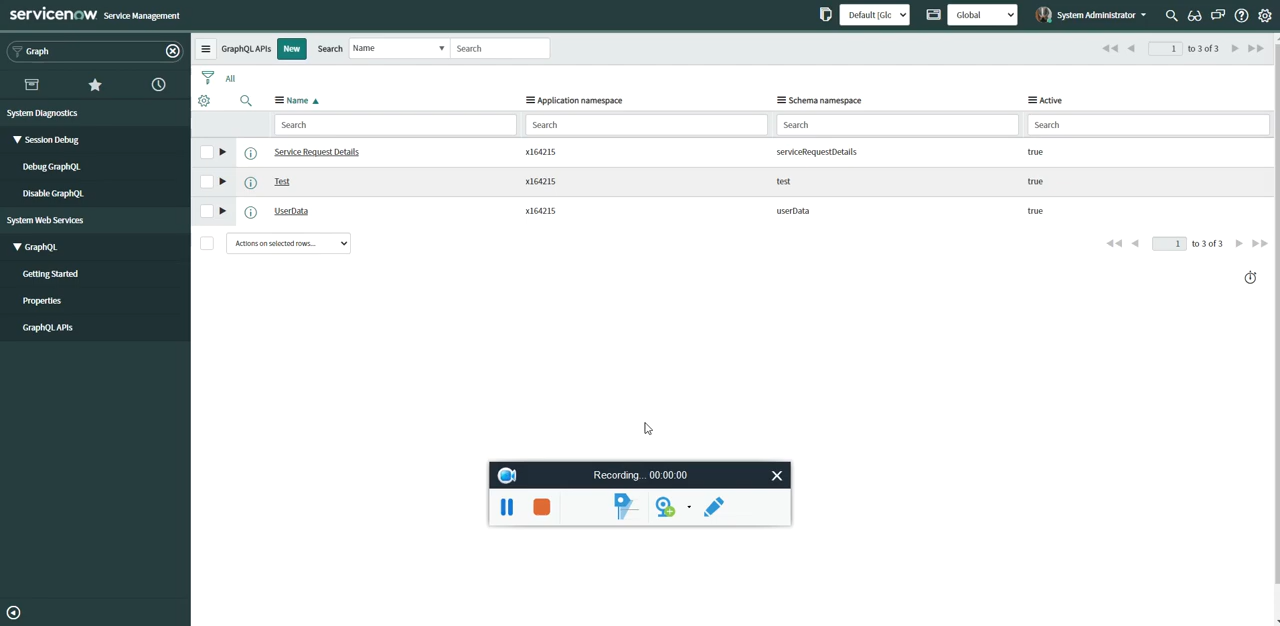 servicenow Service Management
Default [Glo
Global
System Administrator
Graph
GraphQL APIs New Search Name Search
1 to 3 of 3
All
System Diagnostics
Session Debug
Debug GraphQL
Disable GraphQL
System Web Services
GraphQL
Getting Started
Properties
GraphQL APIs
Name Application namespace Schema namespace Active
Search Search Search Search
Service Request Details x164215 serviceRequestDetails true
Test x164215 test true
UserData x164215 userData true
Actions on selected rows...
1 to 3 of 3
Recording... 00:00:00